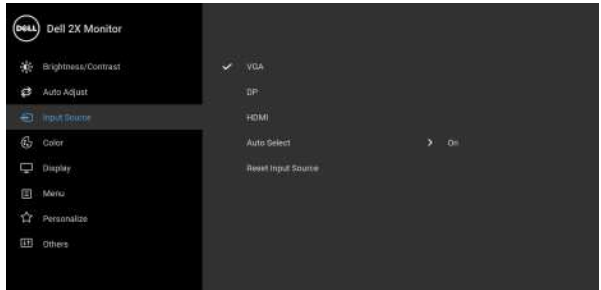 DELL Dell 2X Monitor
Brightness/Contrast
VGA
Auto Adjust
DP
Input Source
HDMI
Color
Auto Select
On
Display
Reset Input Source
Menu
Personalize
Others